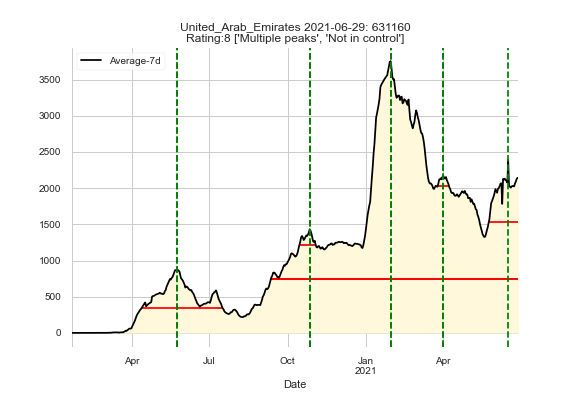 United_Arab_Emirates 2021-06-29: 631160
Rating:8 ['Multiple peaks', 'Not in control']
Average-7d
3500
3000
2500
2000
1500
1000
500
0
Apr
Jul
Oct
Jan
2021
Apr
Date